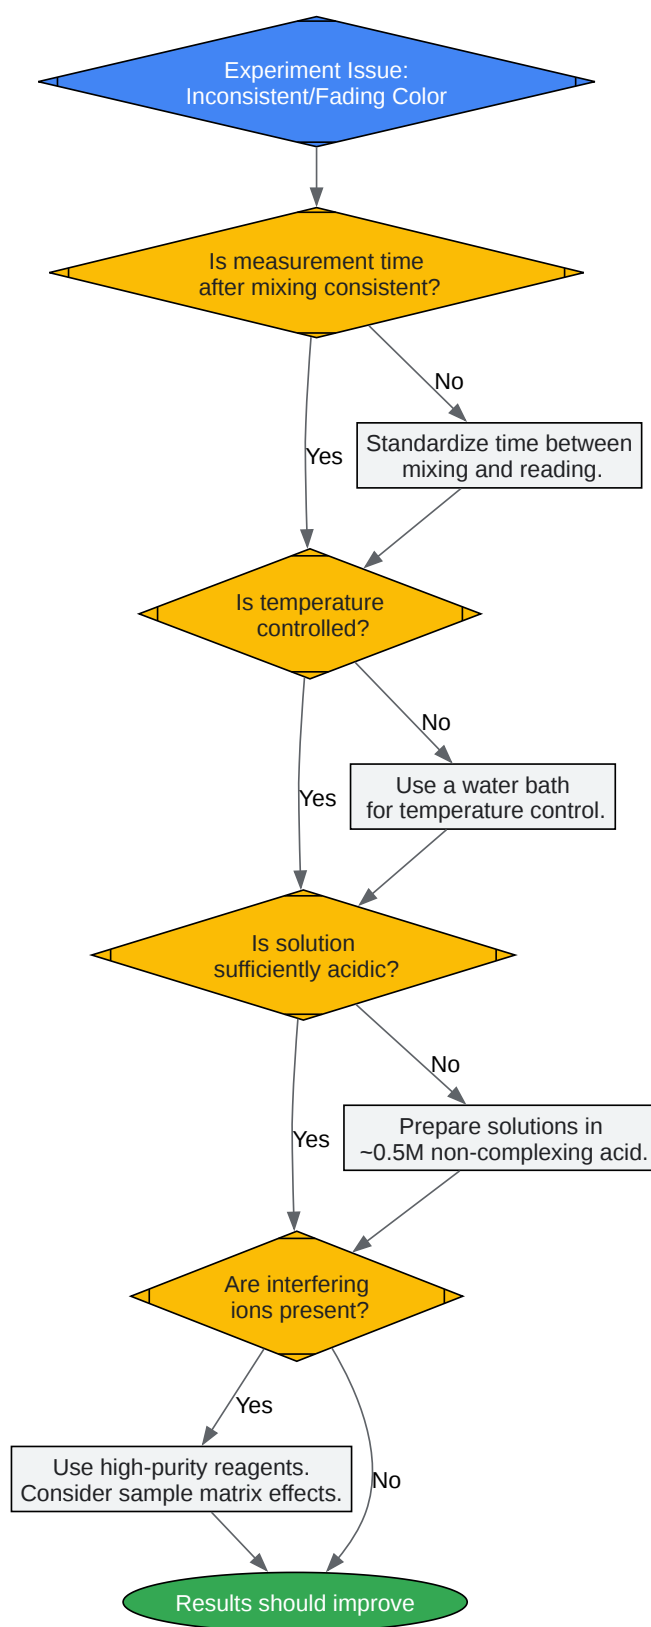 Experiment Issue:
Inconsistent/Fading Color
Is measurement time
after mixing consistent?
No
Yes
Standardize time between
mixing and reading.
Is temperature
controlled?
No
Yes
Use a water bath
for temperature control.
Is solution
sufficiently acidic?
No
Yes
Prepare solutions in
~0.5M non-complexing acid.
Are interfering
ions present?
Yes
No
Use high-purity reagents.
Consider sample matrix effects.
Results should improve